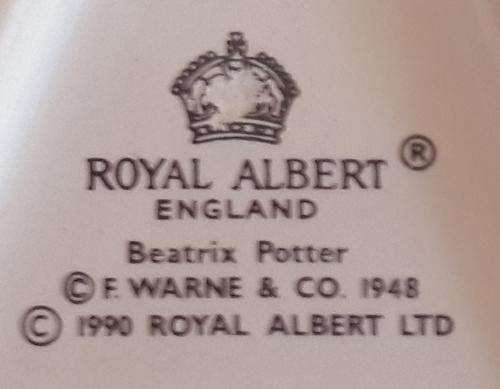 ROYAL ALBERT ®
ENGLAND
Beatrix Potter
© F. WARNE & CO. 1948
© 1990 ROYAL ALBERT LTD